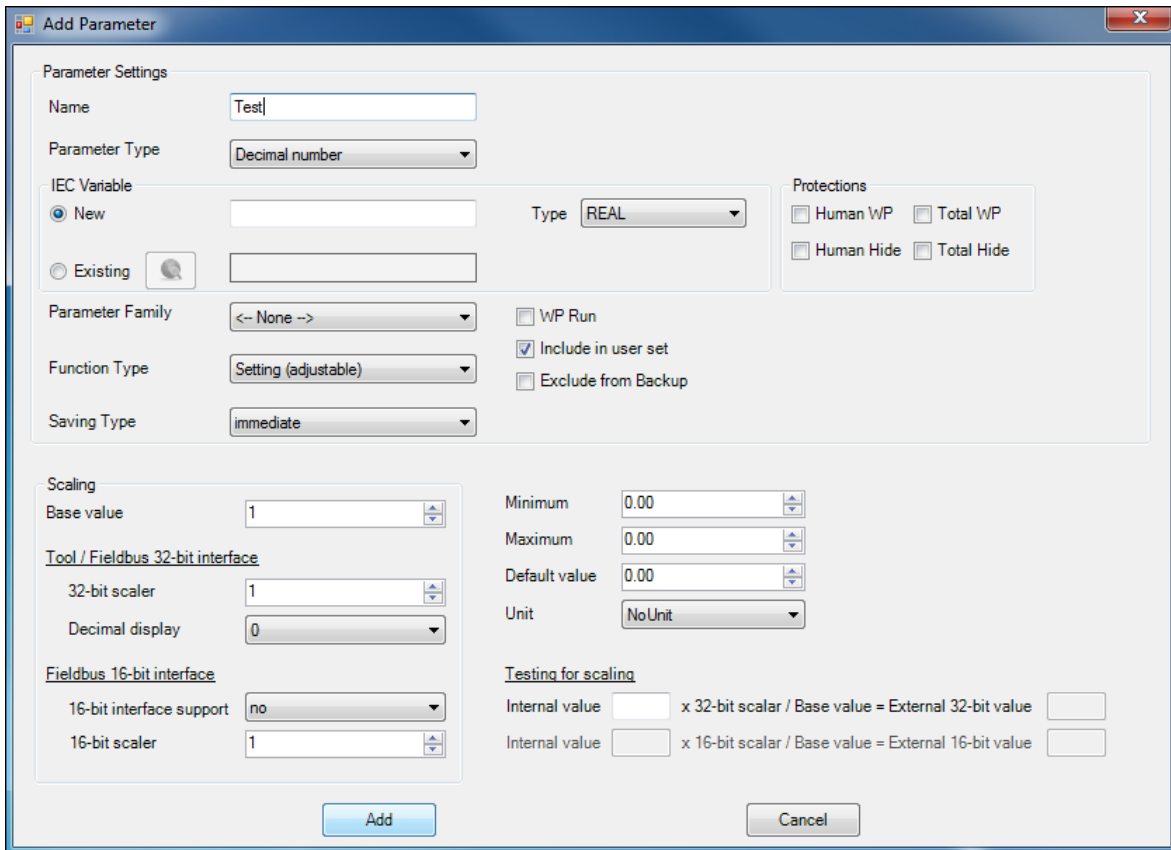 Add Parameter
Parameter Settings
Name Test
Parameter Type Decimal number
IEC Variable
New Type REAL
Existing
Protections
Human WP Total WP
Human Hide Total Hide
Parameter Family <-- None --> WP Run
Include in user set
Function Type Setting (adjustable)
Exclude from Backup
Saving Type immediate
Scaling
Base value 1
Tool / Fieldbus 32-bit interface
32-bit scaler 1
Decimal display 0
Fieldbus 16-bit interface
16-bit interface support no
16-bit scaler 1
Minimum 0.00
Maximum 0.00
Default value 0.00
Unit NoUnit
Testing for scaling
Internal value x 32-bit scalar / Base value = External 32-bit value
Internal value x 16-bit scalar / Base value = External 16-bit value
Add Cancel